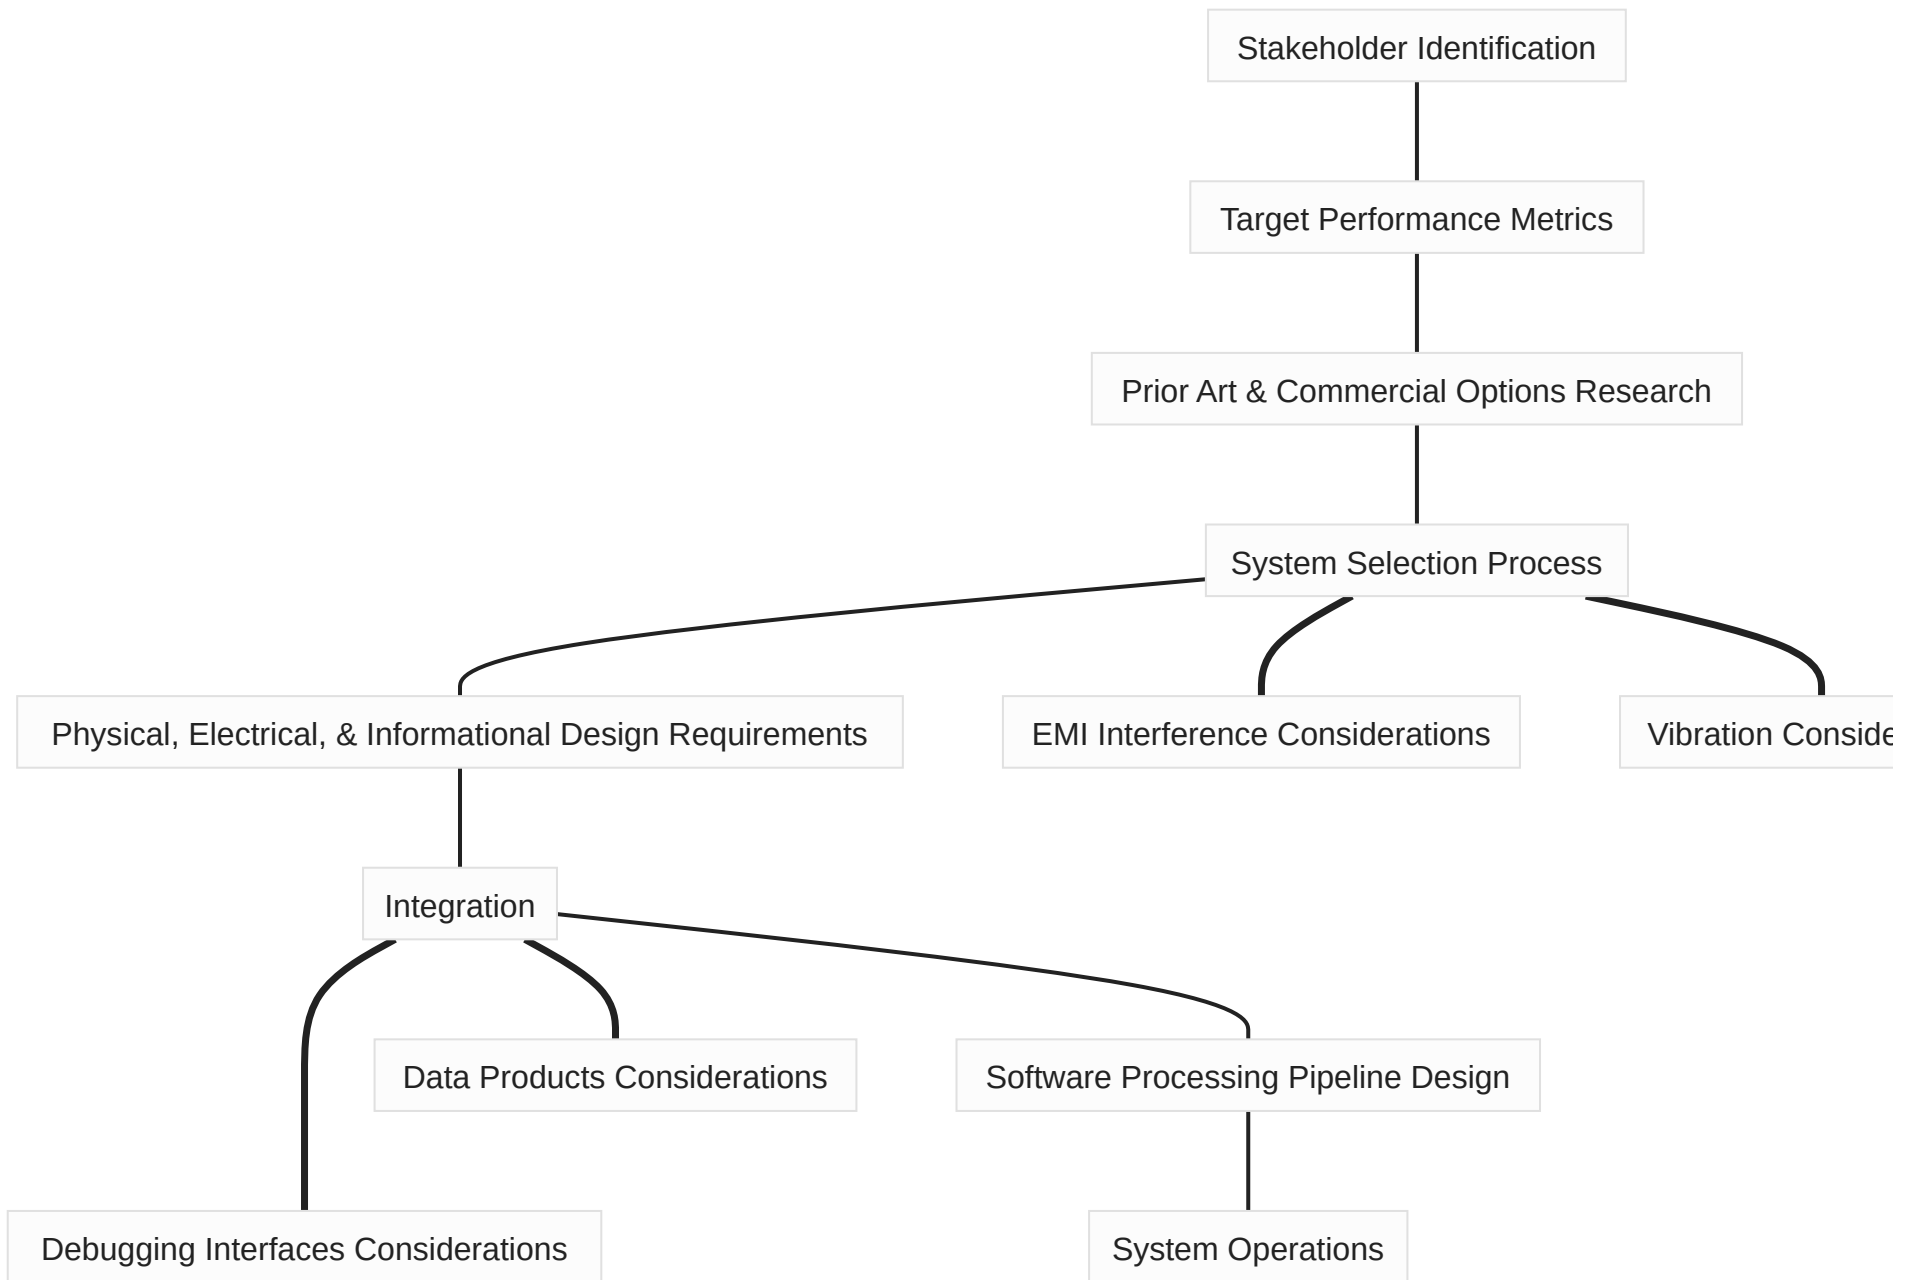 Stakeholder Identification
Target Performance Metrics
Prior Art & Commercial Options Research
System Selection Process
Physical, Electrical, & Informational Design Requirements
EMI Interference Considerations
Vibration
Integration
Data Products Considerations
Software Processing Pipeline Design
Debugging Interfaces Considerations
System Operations